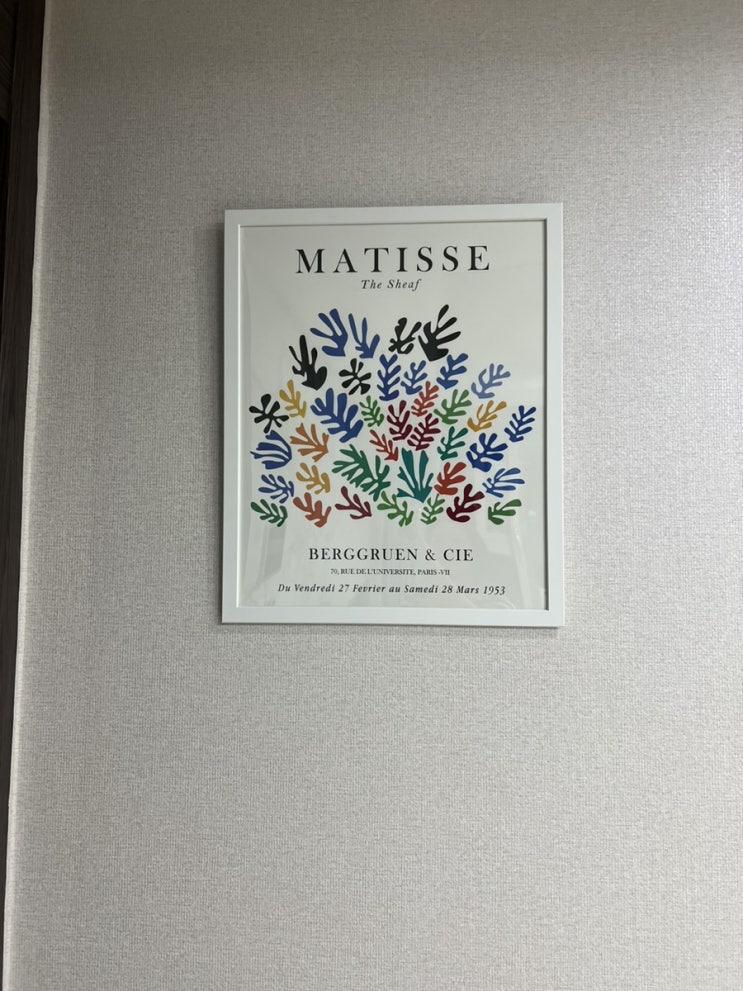 MATISSE
The Sheaf
BERGGRUEN & CIE
70, RUE DE L'UNIVERSITE, PARIS -VII
Du Vendredi 27 Fevrier au Samedi 28 Mars 1953